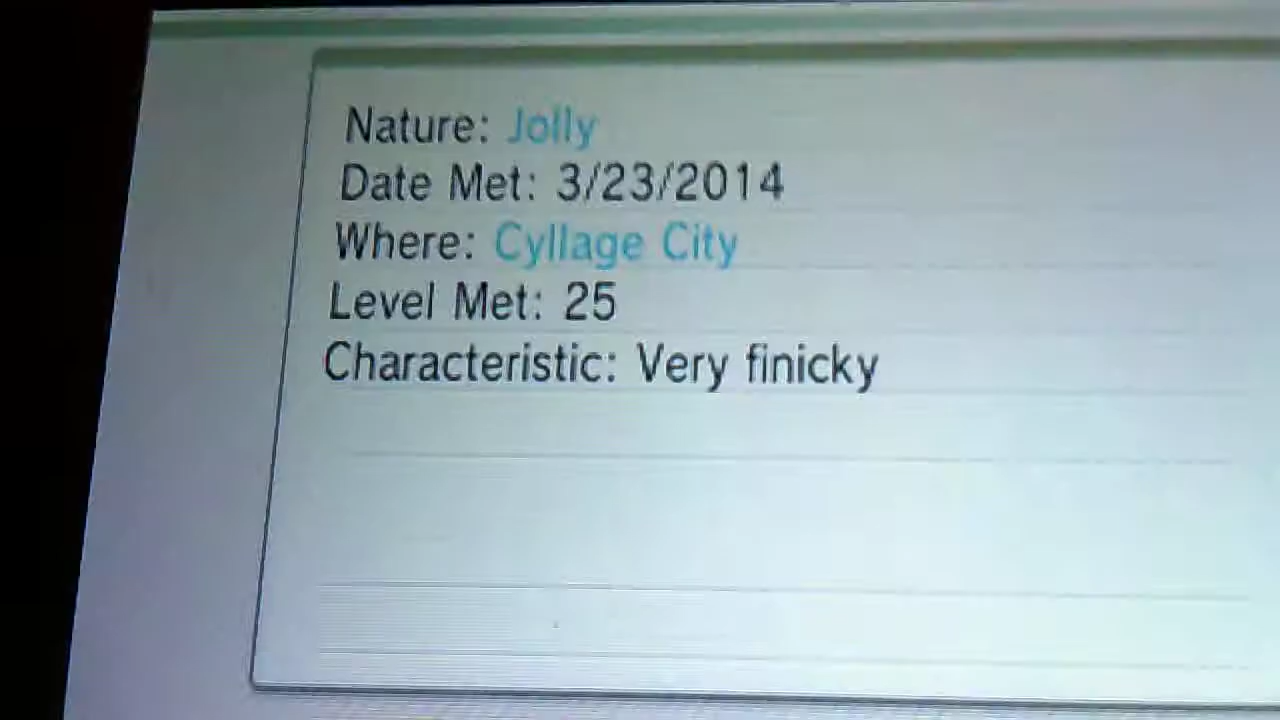 Nature: Jolly
Date Met: 3/23/2014
Where: Cyllage City
Level Met: 25
Characteristic: Very finicky